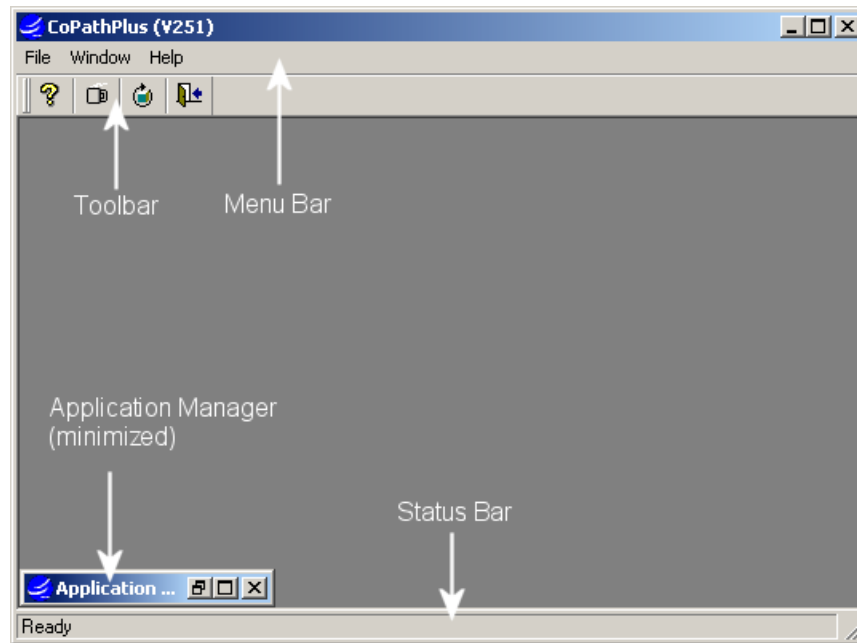 CoPathPlus (V251)
File Window Help
Toolbar
Menu Bar
Application Manager
(minimized)
Status Bar
Application ...
Ready